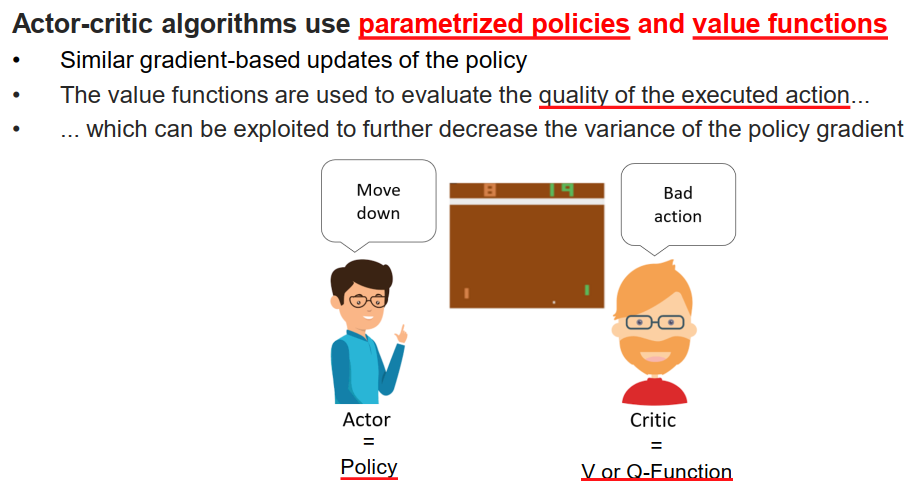 Actor-critic algorithms use parametrized policies and value functions
• Similar gradient-based updates of the policy
• The value functions are used to evaluate the quality of the executed action...
• ... which can be exploited to further decrease the variance of the policy gradient
Move
down
8 19
Bad
action
Actor
=
Policy
Critic
=
V or Q-Function